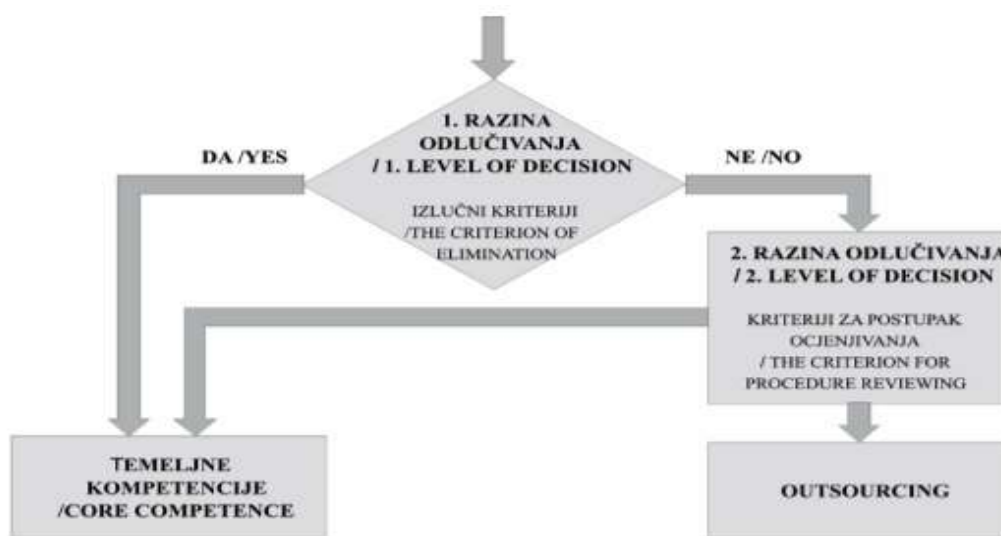 1. RAZINA
ODLUČIVANJA
/ 1. LEVEL OF DECISION
IZLUČNI KRITERIJI
/THE CRITERION OF
ELIMINATION
DA /YES
NE /NO
2. RAZINA ODLUČIVANJA
/ 2. LEVEL OF DECISION
KRITERIJI ZA POSTUPAK
OCJENJIVANJA
/ THE CRITERION FOR
PROCEDURE REVIEWING
TEMELJNE
KOMPETENCIJE
/CORE COMPETENCE
OUTSOURCING